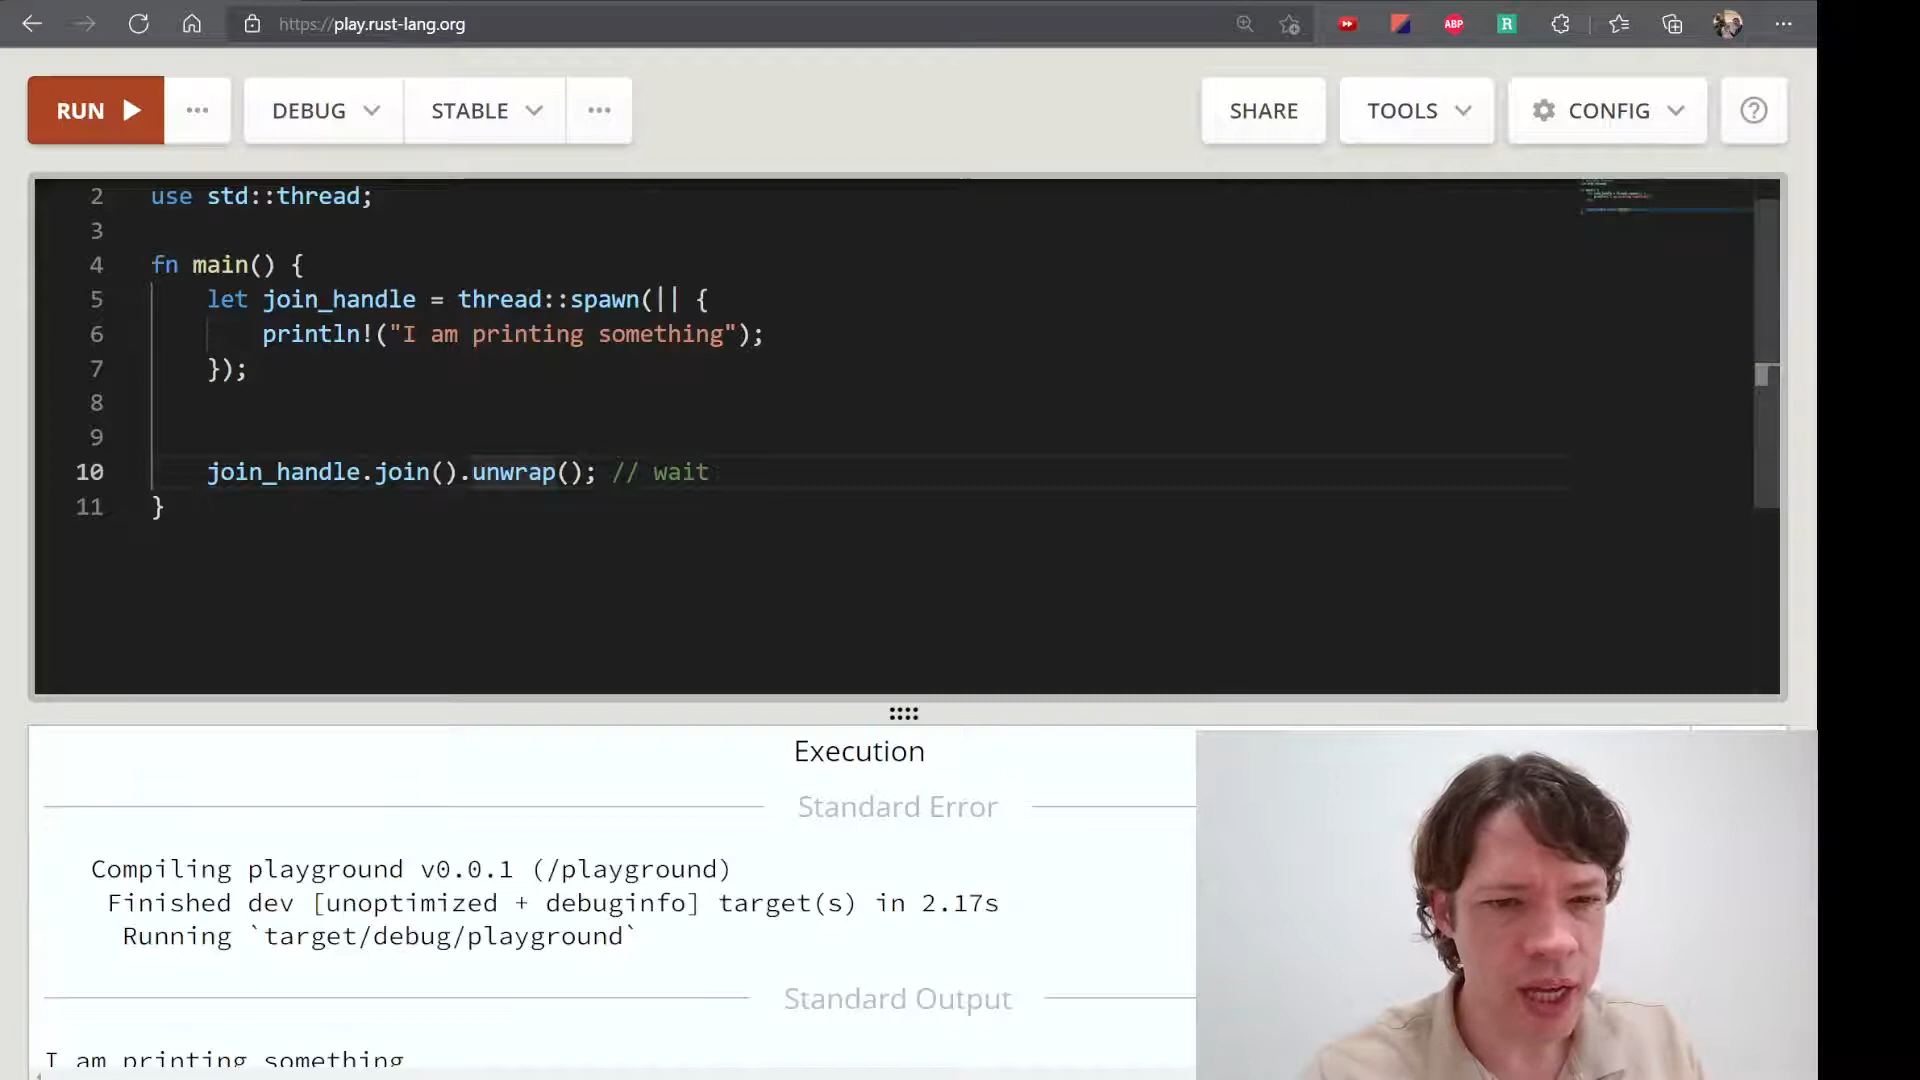 https://play.rust-lang.org
ABP
R
RUN
DEBUG
STABLE
SHARE
TOOLS
CONFIG
2 use std::thread;
3
4 fn main() {
5 let join_handle = thread::spawn(|| {
6 println!("I am printing something");
7 });
8
9
10 join_handle.join().unwrap(); // wait
11 }
Execution
Standard Error
Compiling playground v0.0.1 (/playground)
Finished dev [unoptimized + debuginfo] target(s) in 2.17s
Running `target/debug/playground`
Standard Output
I am printing something